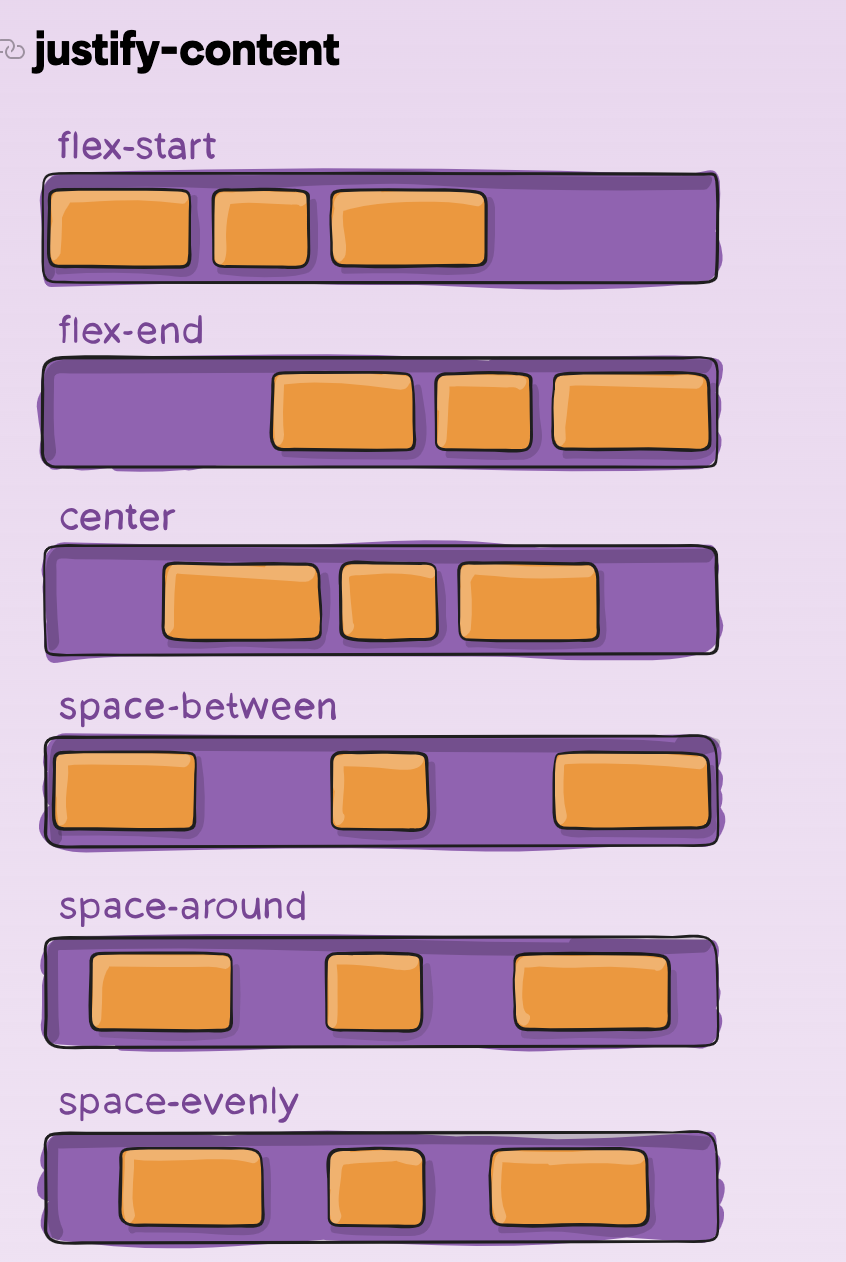 justify-content
flex-start
flex-end
center
space-between
space-around
space-evenly